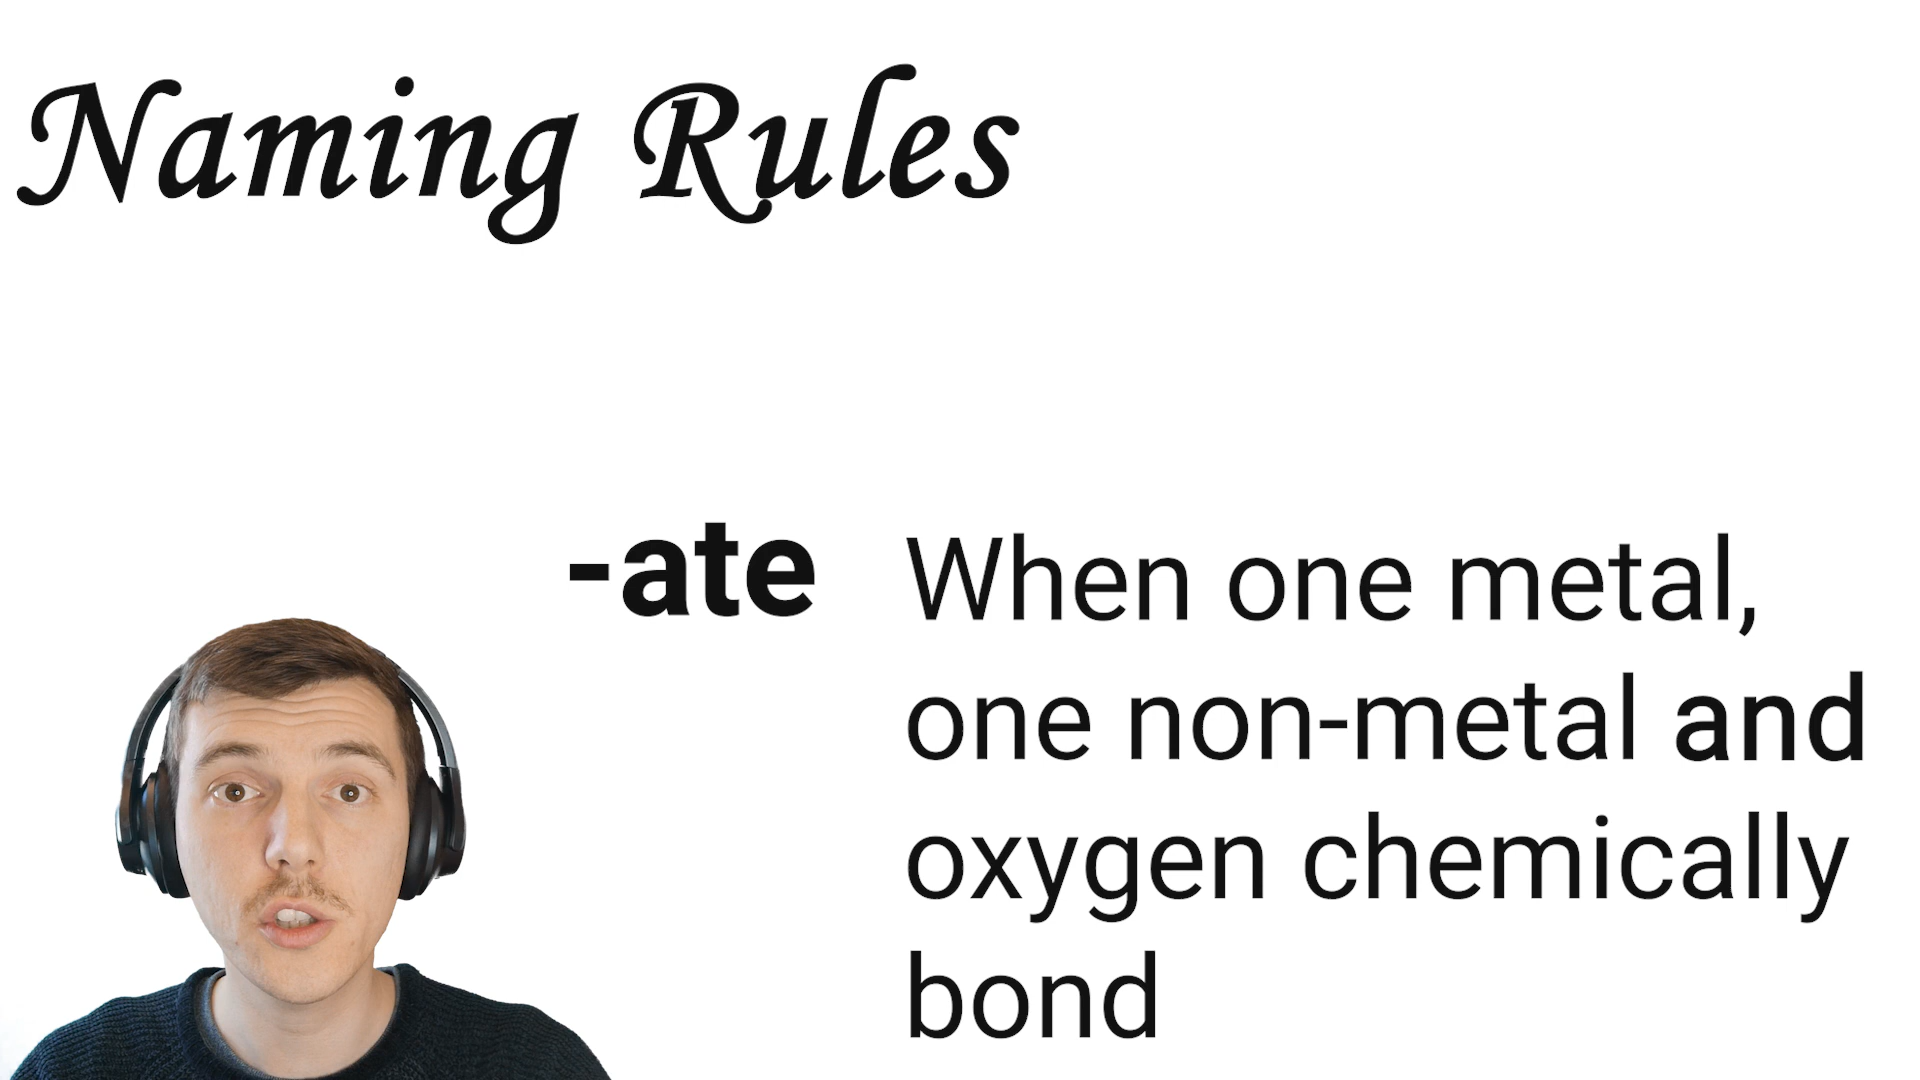 Naming Rules
-ate
When one metal,
one non-metal and
oxygen chemically
bond